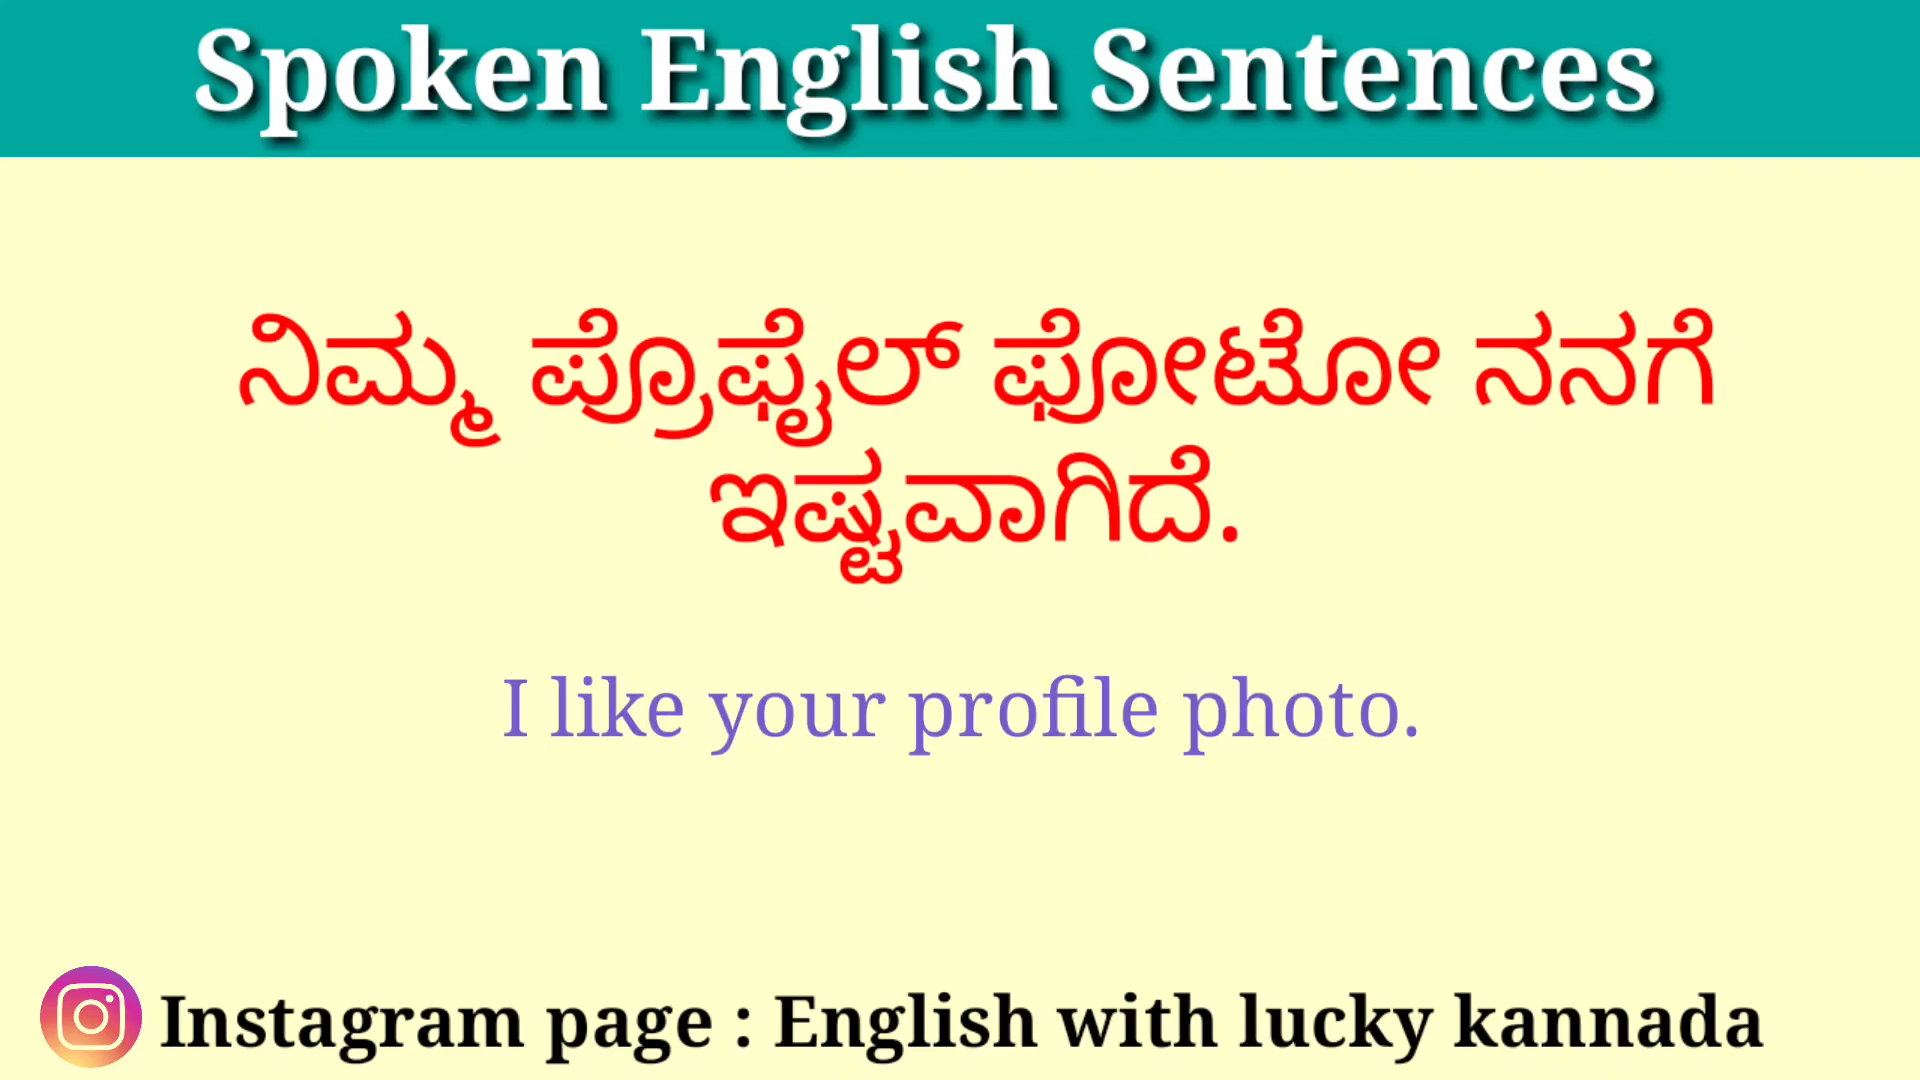 Spoken English Sentences
ನಿಮ್ಮ ಪ್ರೊಫೈಲ್ ಫೋಟೋ ನನಗೆ
ಇಷ್ಟವಾಗಿದೆ.
I like your profile photo.
Instagram page : English with lucky kannada